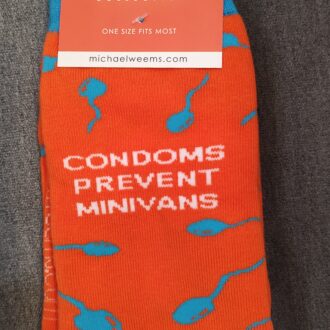 ONE SIZE FITS MOST
michaelweems.com
CONDOMS
PREVENT
MINIVANS